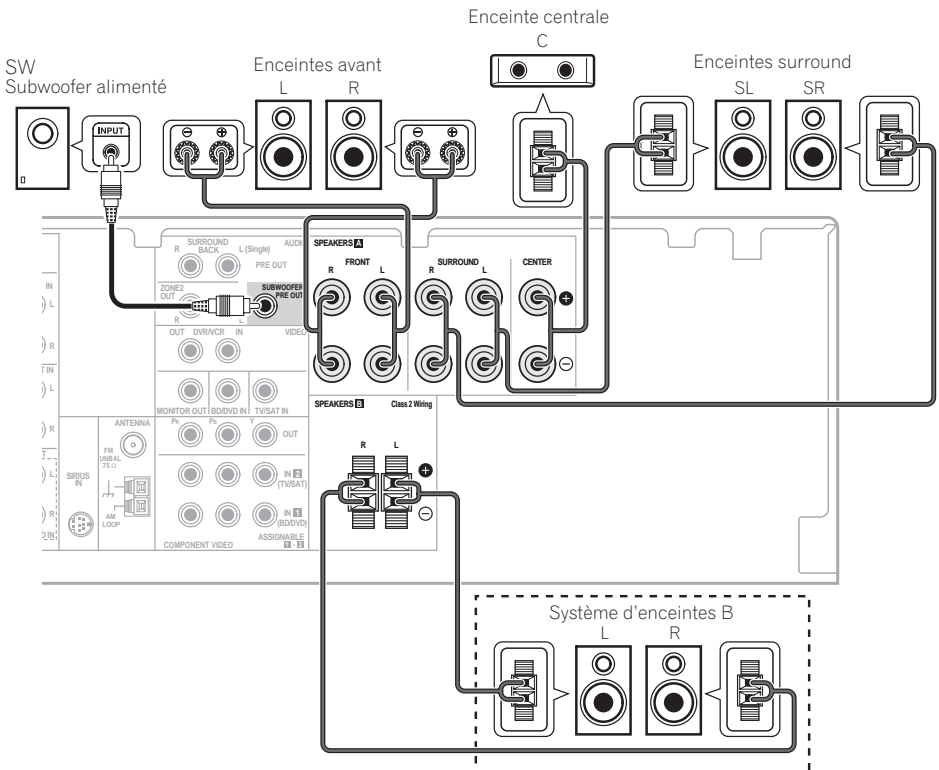 Enceinte centrale
C
SW
Subwoofer alimenté
Enceintes avant
L R
Enceintes surround
SL SR
INPUT
SURROUND BACK
R L (Single)
AUDIO
PRE OUT
ZONE2 OUT
R L
SUBWOOFER PRE OUT
OUT DVR/VCR IN
VIDEO
MONITOR OUT BD/DVD IN TV/SAT IN
PR PB Y
OUT
IN 2
(TV/SAT)
IN 1
(BD/DVD)
COMPONENT VIDEO
ASSIGNABLE
1 - 2
IN
L
R
T IN
L
R
L
R
D IN
SIRIUS
IN
ANTENNA
FM
UNBAL
75 Ω
AM
LOOP
SPEAKERS A
FRONT
R L
SURROUND
R L
CENTER
SPEAKERS B
Class 2 Wiring
R L
Système d'enceintes B
L R